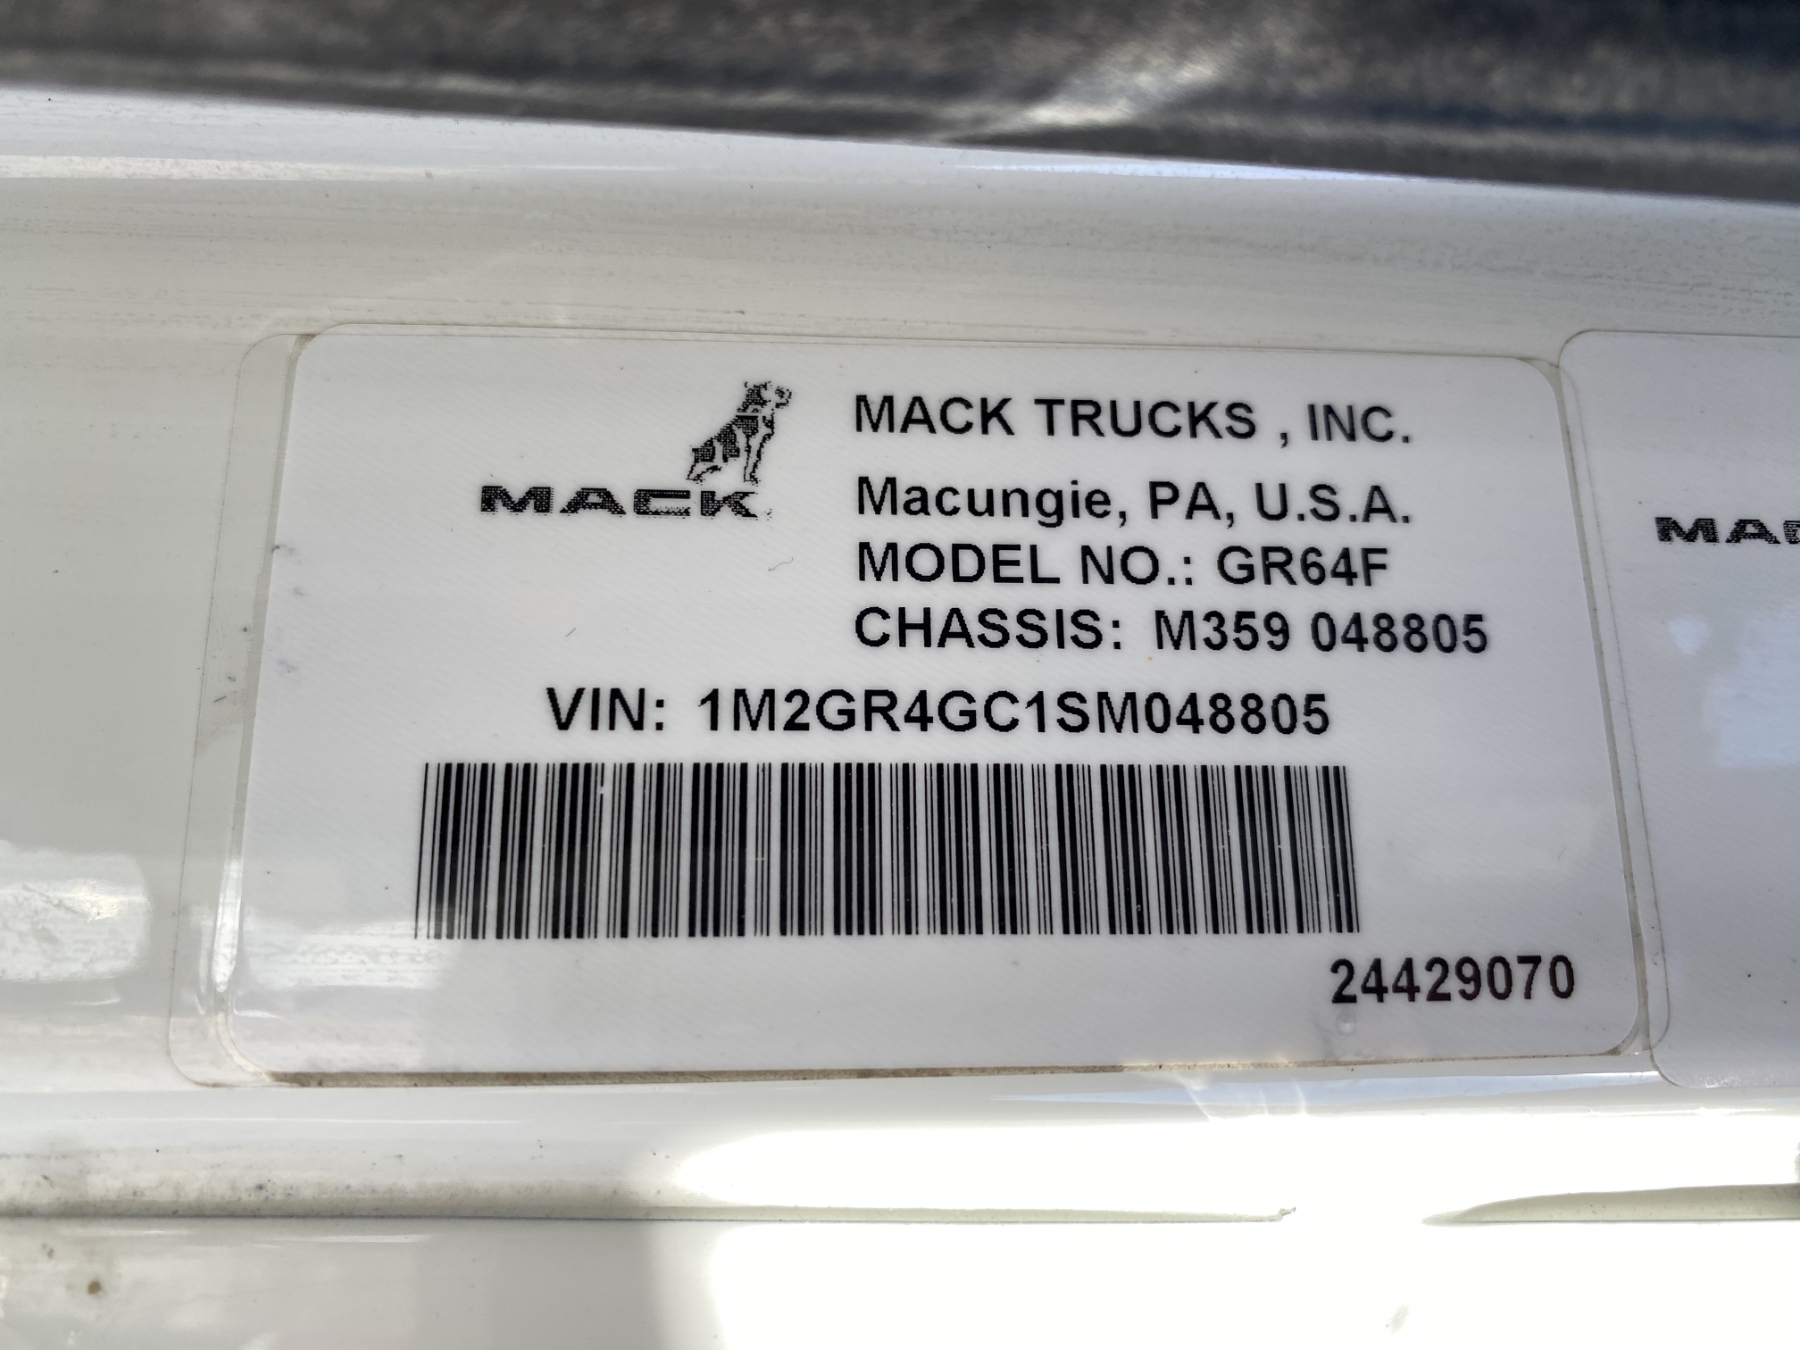 MACK
MACK TRUCKS , INC.
Macungie, PA, U.S.A.
MODEL NO.: GR64F
CHASSIS: M359 048805
VIN: 1M2GR4GC1SM048805
24429070